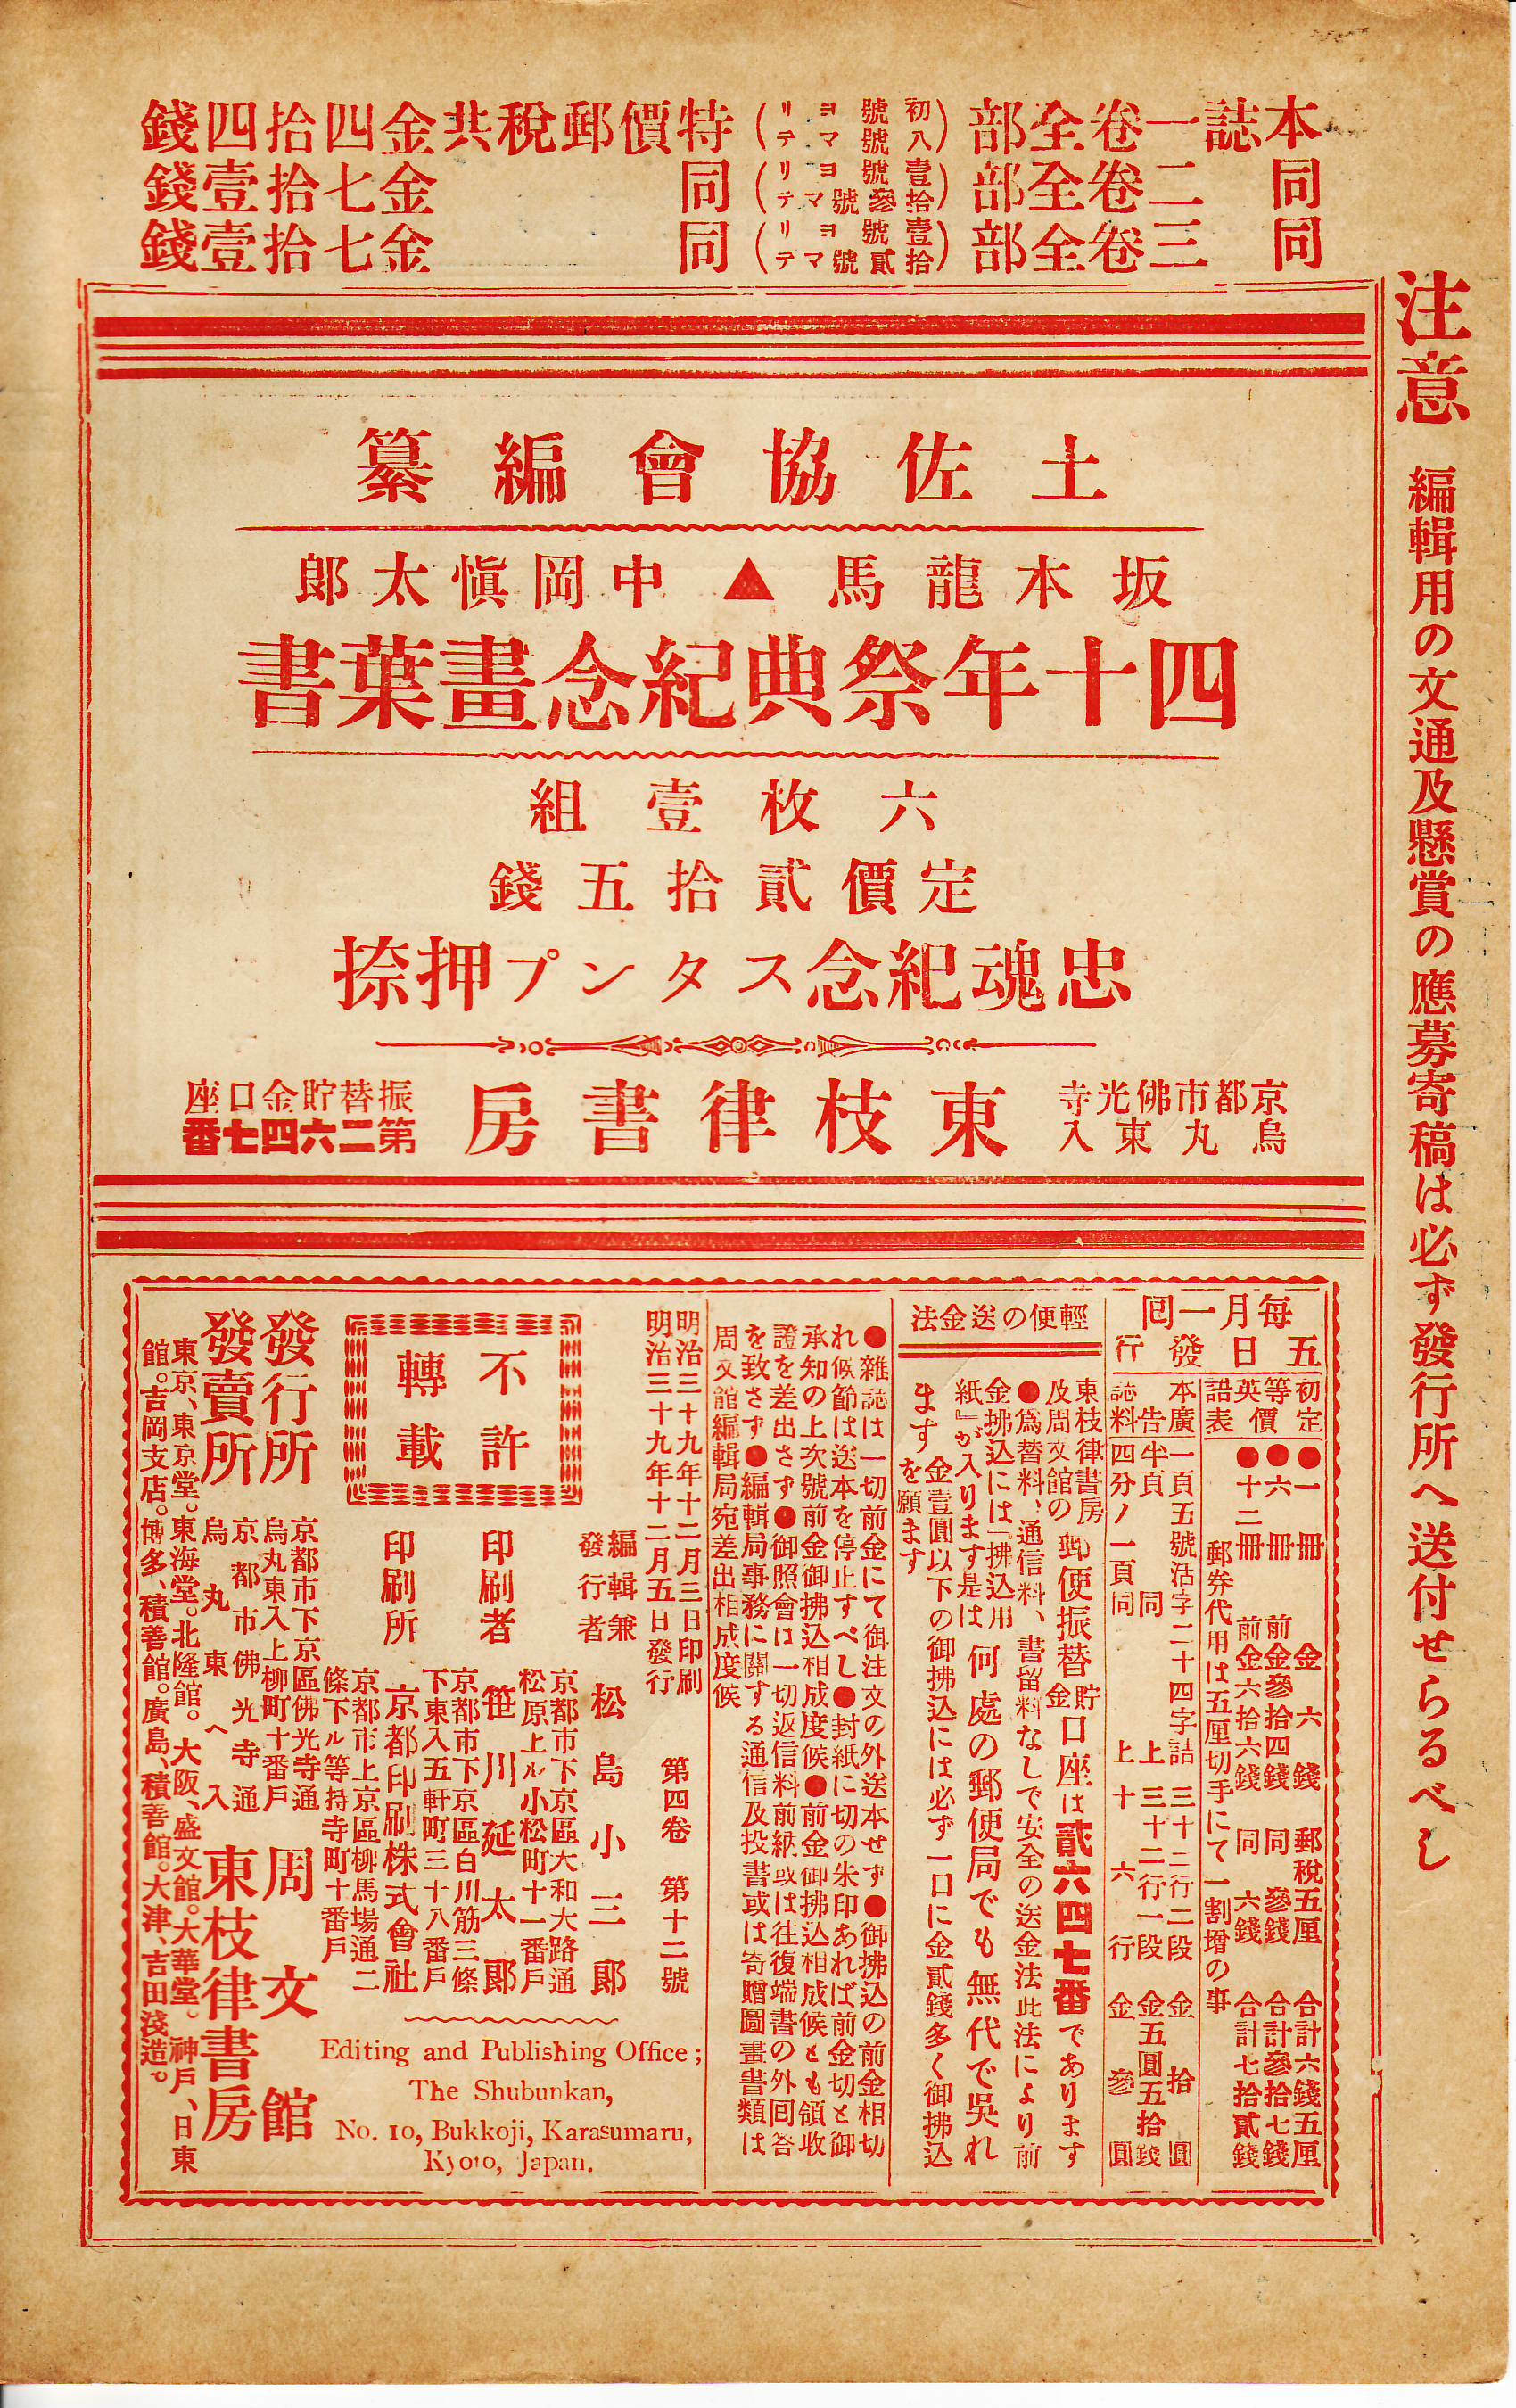 本誌一卷全部(初號ヨリ八號マテ)特價郵稅共金四拾四錢
同二卷全部(壹號ヨリ拾參號マテ)同金七拾壹錢
同三卷全部(壹號ヨリ拾貳號マテ)同金七拾壹錢
注意 編輯用の文通及懸賞の應募寄稿は必ず發行所へ送付せらるべし
土佐協會編纂
坂本龍馬▲中岡愼太郎
四十年祭典紀念畫葉書
六枚壹組
定價貳拾五錢
忠魂紀念スタンプ押捺
京都市佛光寺
烏丸東入
東枝律書房
振替貯金口座
第二六四七番
每月一回
五日發行
初等英語
定價表
●一冊 金六錢 郵稅五厘 合計六錢五厘
●六冊 前金參拾四錢 同參錢 合計參拾七錢
●十二冊 前金六拾六錢 同六錢 合計七拾貳錢
郵券代用は五厘切手にて一割增の事
本誌
廣告料
一頁 五號活字二十四字詰 三十二行二段 金拾圓
半頁 同上 三十二行一段 金五圓五拾錢
四分ノ一頁 同上 十六行 金參圓
輕便の送金法
東枝律書房
及周文館の
郵便振替貯金口座は貳六四七番であります
●爲替料、通信料、書留料なしで安全の送金法此法により前
金拂込には『拂込用
紙』が入ります是は
何處の郵便局でも無代で吳れ
ます
金壹圓以下の御拂込には必ず一口に金貳錢多く御拂込
を願ます
●雜誌は一切前金にて御注文の外送本せず●御拂込の前金相切
れ候節は送本を停止すべし●封紙に切の朱印あれば前金切と御
承知の上次號前金御拂込相成度候●前金御拂込相成候とも領收
證を差出さず●御照會は一切返信料前納或は往復端書の外回答
を致さず●編輯局事務に關する通信及投書或は寄贈圖畫書類は
周文館編輯局宛差出相成度候
明治三十九年十二月三日印刷
明治三十九年十二月五日發行
第四卷 第十二號
編輯兼
發行者
松島小三郎
京都市下京區大和大路通
松原上ル小松町十一番戶
印刷者
笹川延太郎
京都市下京區白川筋三條
下東入五軒町三十八番戶
印刷所
京都印刷株式會社
京都市上京區柳馬場通二
條下ル等持寺町十番戶
不許
轉載
Editing and Publishing Office;
The Shubunkan,
No. 10, Bukkoji, Karasumaru,
Kyoto, Japan.
發行所
京都市下京區佛光寺通
烏丸東入上柳町十番戶
周文館
發賣所
京都市佛光寺通
烏丸東へ入
東枝律書房
東京、東京堂。東海堂。北隆館。大阪、盛文館。大華堂。神戶、日東
館。吉岡支店。博多、積善館。廣島、積善館。大津、吉田淺造。